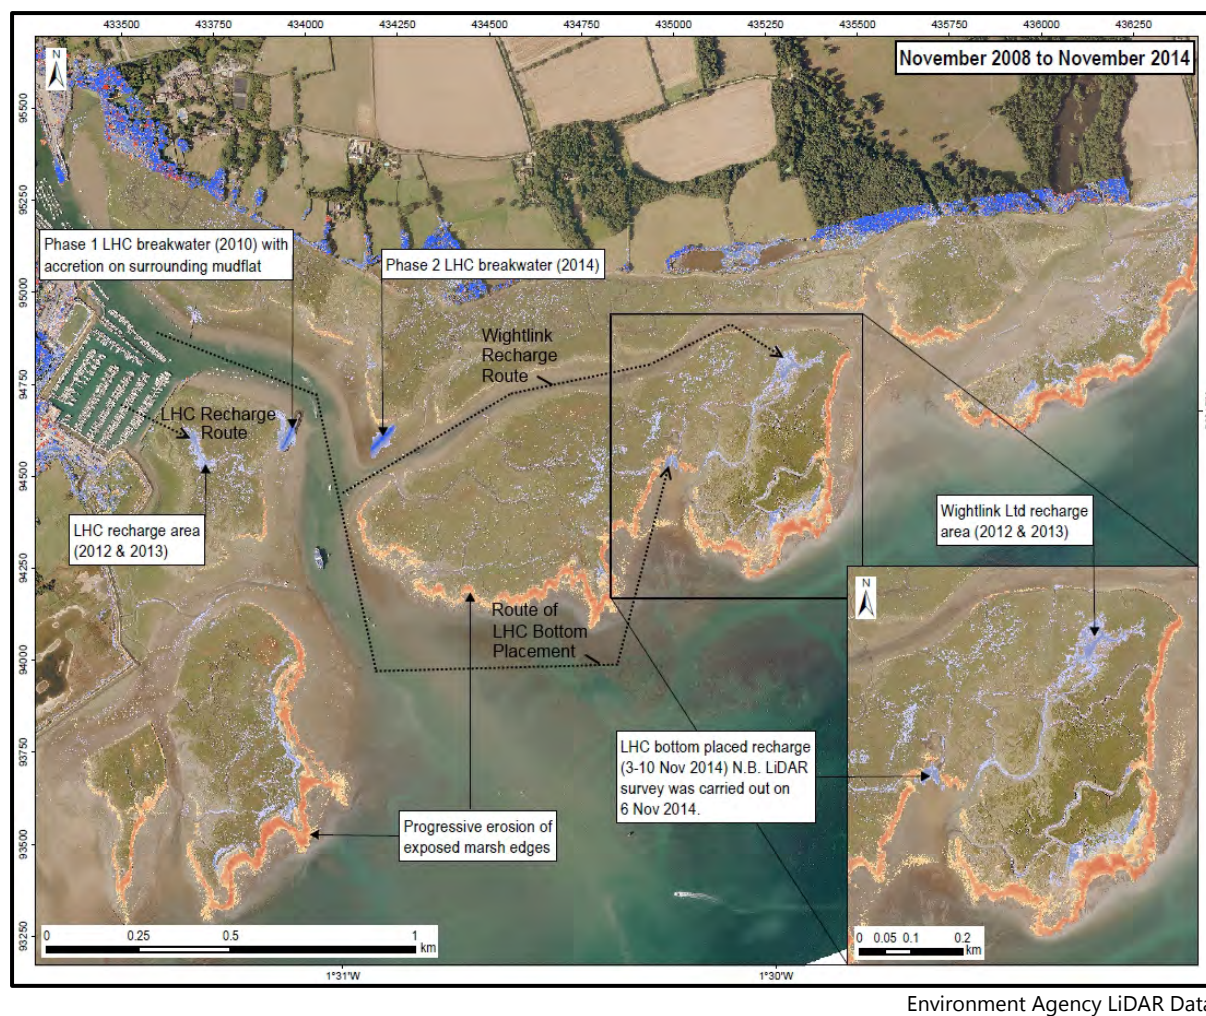 433500 433750 434000 434250 434500 434750 435000 435250 435500 435750 436000 436250
N
November 2008 to November 2014
95500
95250
95000
94750
94500
94250
94000
93750
93500
93250
Phase 1 LHC breakwater (2010) with
accretion on surrounding mudflat
Phase 2 LHC breakwater (2014)
Wightlink
Recharge
Route
LHC Recharge
Route
LHC recharge area
(2012 & 2013)
Wightlink Ltd recharge
area (2012 & 2013)
N
Route of
LHC Bottom
Placement
LHC bottom placed recharge
(3-10 Nov 2014) N.B. LiDAR
survey was carried out on
6 Nov 2014.
Progressive erosion of
exposed marsh edges
0 0.25 0.5 1
km
0 0.05 0.1 0.2
km
1°31'W 1°30'W
Environment Agency LiDAR Data